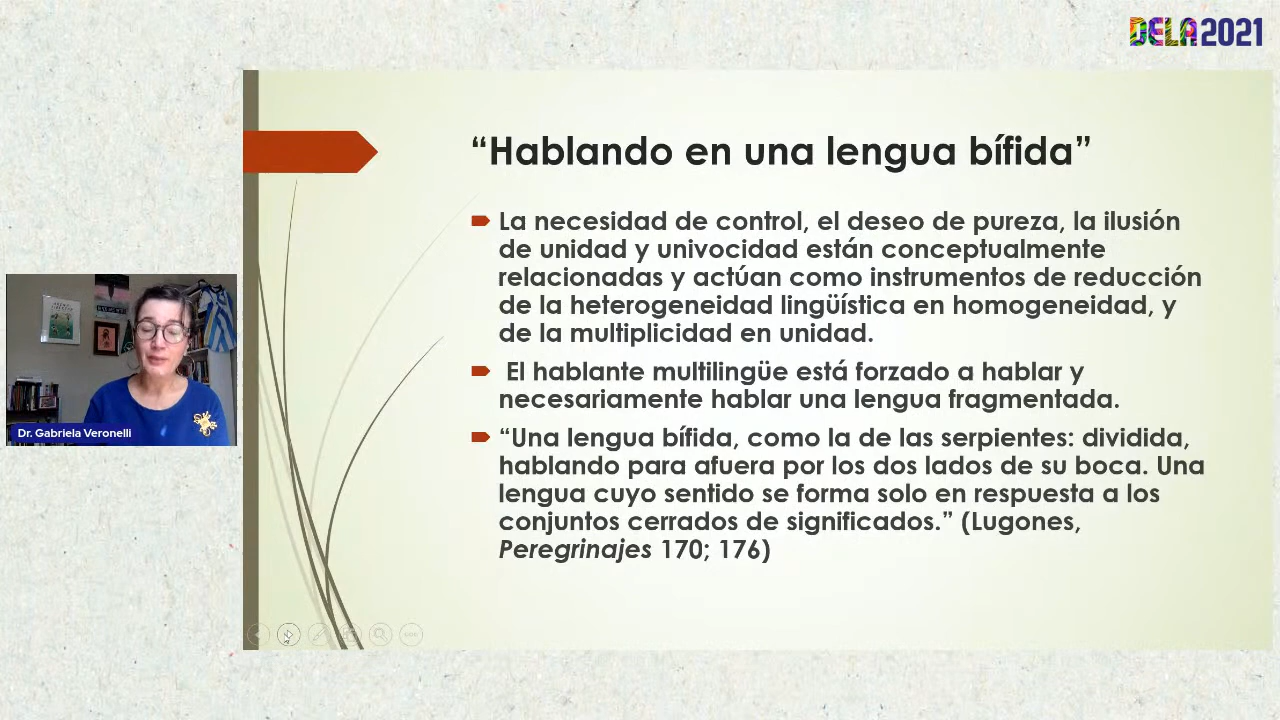 DELA 2021
“Hablando en una lengua bífida”
La necesidad de control, el deseo de pureza, la ilusión
de unidad y univocidad están conceptualmente
relacionadas y actúan como instrumentos de reducción
de la heterogeneidad lingüística en homogeneidad, y
de la multiplicidad en unidad.
El hablante multilingüe está forzado a hablar y
necesariamente hablar una lengua fragmentada.
“Una lengua bífida, como la de las serpientes: dividida,
hablando para afuera por los dos lados de su boca. Una
lengua cuyo sentido se forma solo en respuesta a los
conjuntos cerrados de significados.” (Lugones,
Peregrinajes 170; 176)
Dr. Gabriela Veronelli